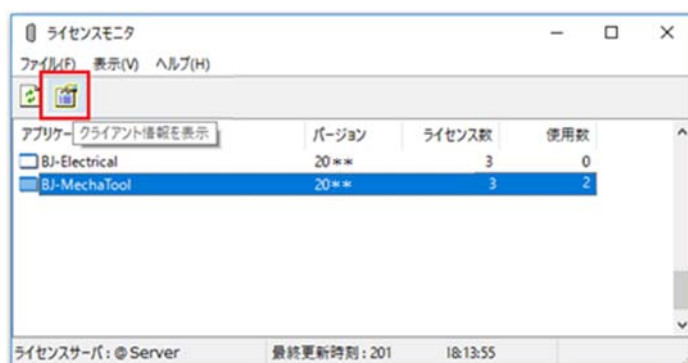 ライセンスモニタ
ファイル(F) 表示(V) ヘルプ(H)
アプリケー クライアント情報を表示 バージョン ライセンス数 使用数
BJ-Electrical 20** 3 0
BJ-MechaTool 20** 3 2
ライセンスサーバ: @Server 最終更新時刻: 201 18:13:55